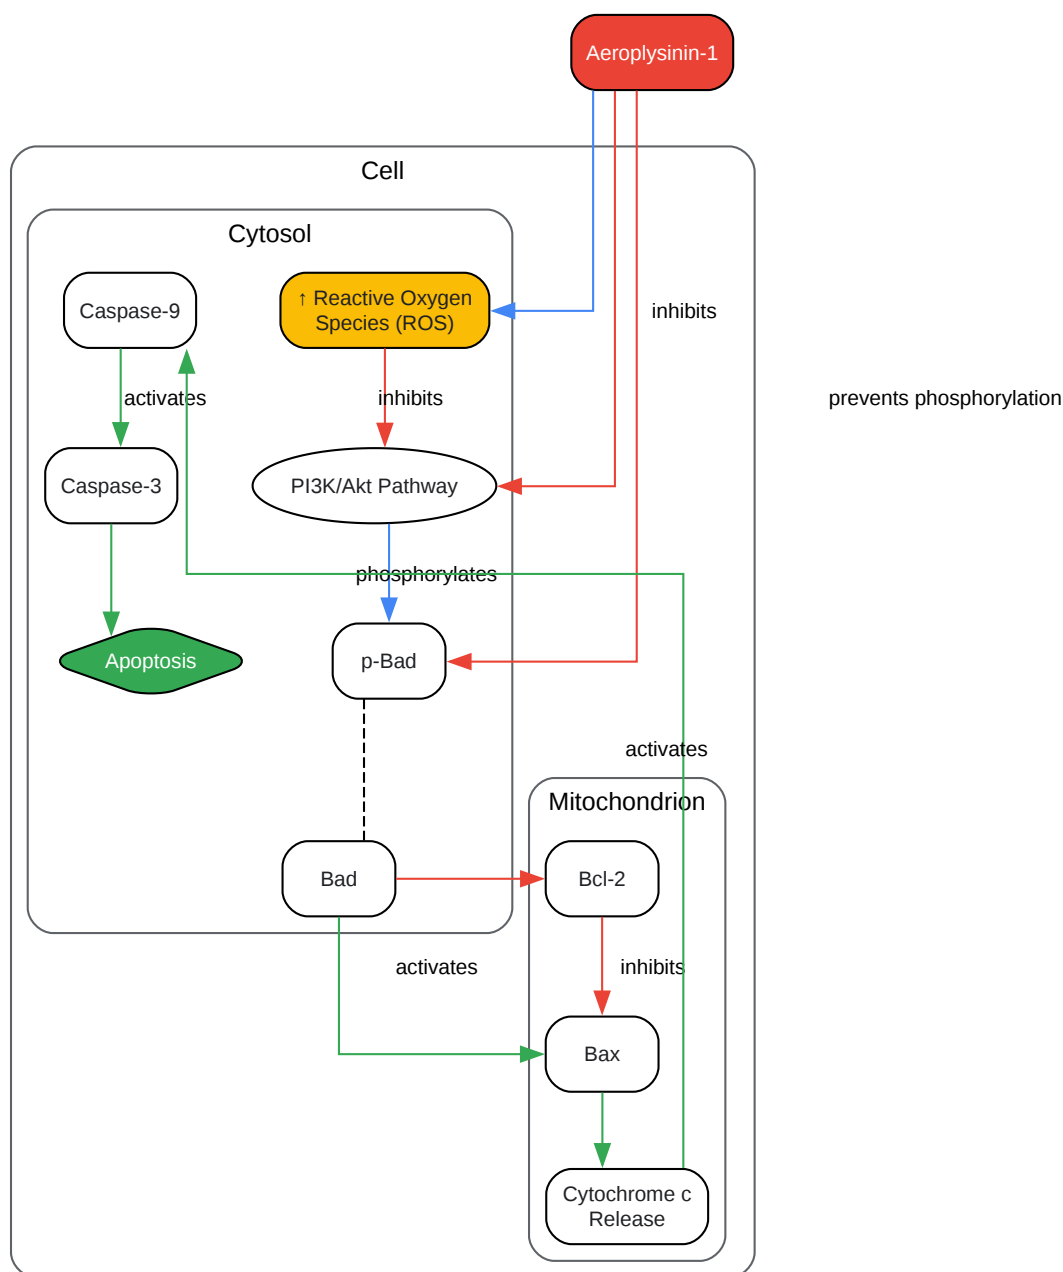 Aeroplysinin-1
Cell
Cytosol
Caspase-9
↑ Reactive Oxygen
Species (ROS)
inhibits
activates
inhibits
prevents phosphorylation
Caspase-3
PI3K/Akt Pathway
phosphorylates
Apoptosis
p-Bad
activates
Mitochondrion
Bad
Bcl-2
activates
inhibits
Bax
Cytochrome c
Release